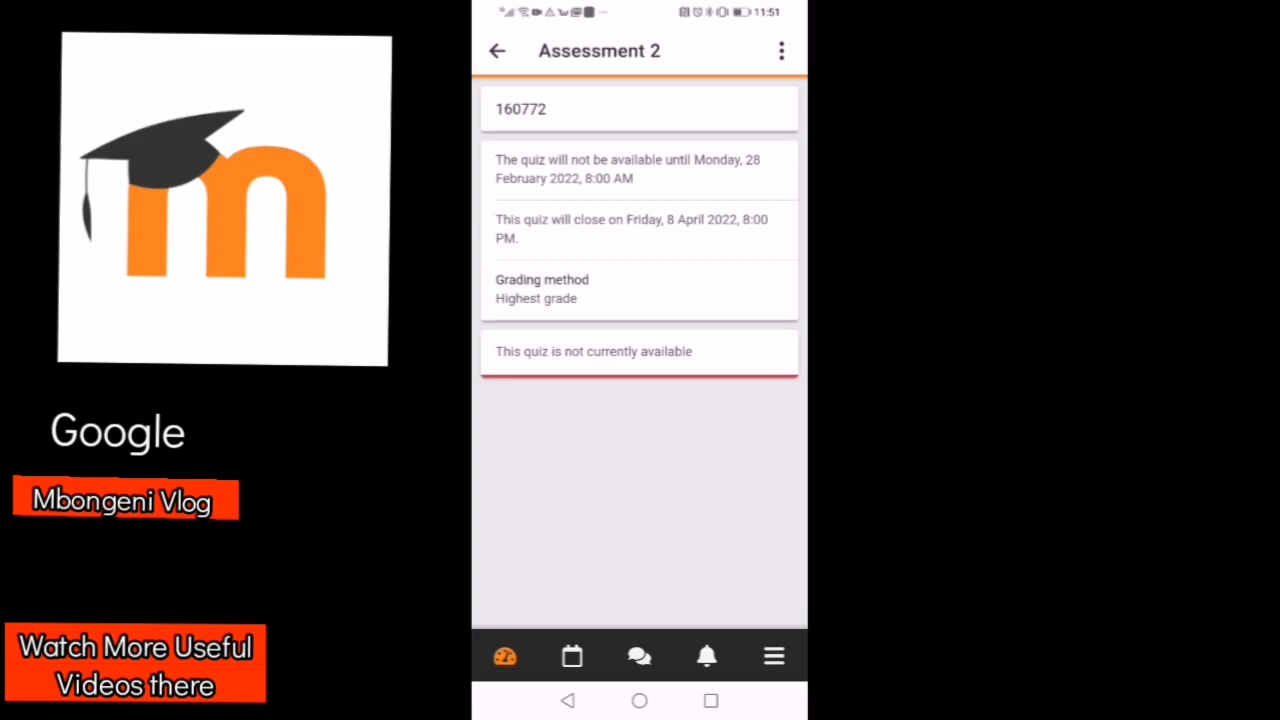 11:51
Assessment 2
160772
The quiz will not be available until Monday, 28
February 2022, 8:00 AM
This quiz will close on Friday, 8 April 2022, 8:00
PM.
Grading method
Highest grade
This quiz is not currently available
m
Google
Mbongeni Vlog
Watch More Useful
Videos there